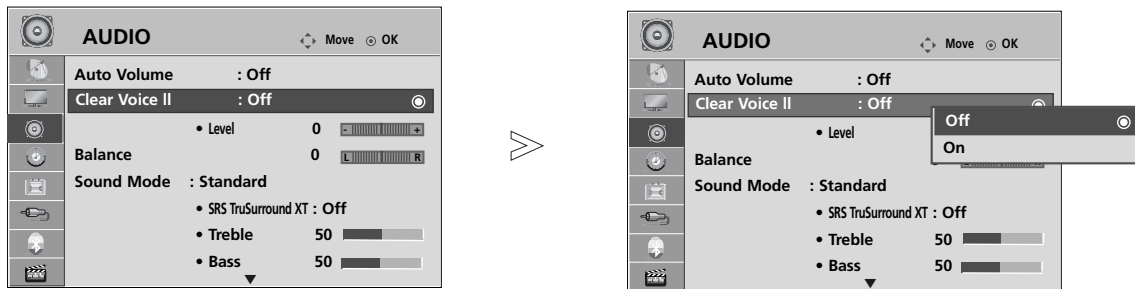 AUDIO Move OK
Auto Volume : Off
Clear Voice ll : Off
• Level 0 - +
Balance 0 L R
Sound Mode : Standard
• SRS TruSurround XT : Off
• Treble 50
• Bass 50
AUDIO Move OK
Auto Volume : Off
Clear Voice ll : Off
Off
• Level
On
Balance
Sound Mode : Standard
• SRS TruSurround XT : Off
• Treble 50
• Bass 50